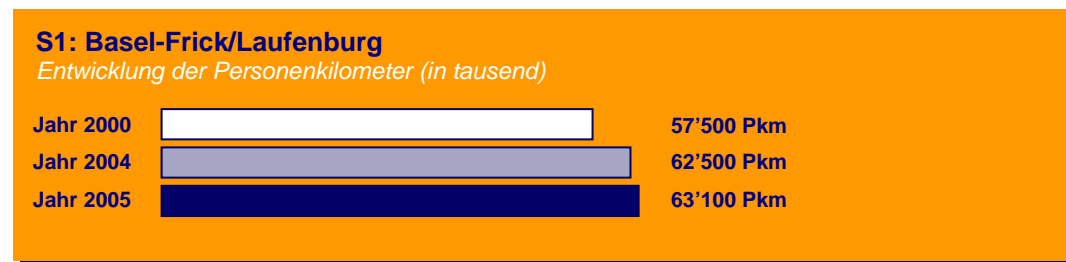 S1: Basel-Frick/Laufenburg
Entwicklung der Personenkilometer (in tausend)
Jahr 2000 57’500 Pkm
Jahr 2004 62’500 Pkm
Jahr 2005 63’100 Pkm